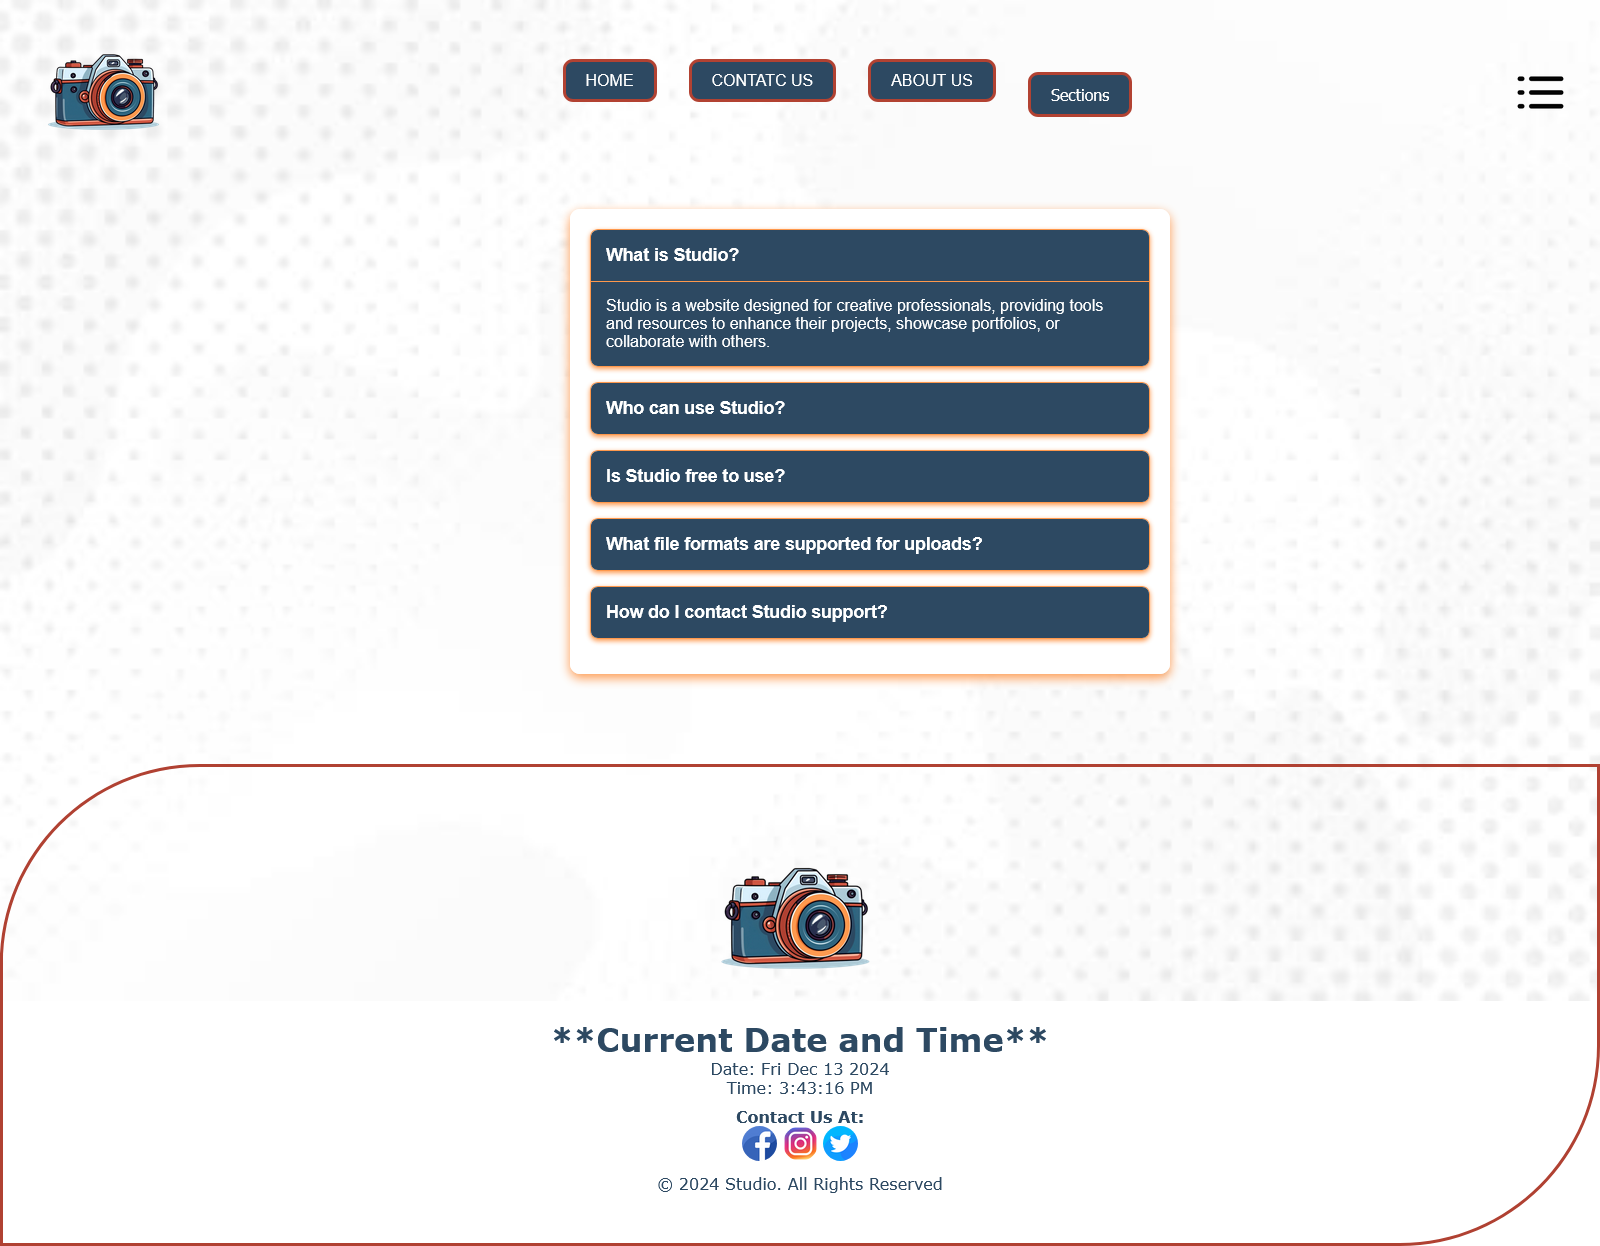 HOME
CONTATC US
ABOUT US
Sections
What is Studio?
Studio is a website designed for creative professionals, providing tools
and resources to enhance their projects, showcase portfolios, or
collaborate with others.
Who can use Studio?
Is Studio free to use?
What file formats are supported for uploads?
How do I contact Studio support?
**Current Date and Time**
Date: Fri Dec 13 2024
Time: 3:43:16 PM
Contact Us At:
© 2024 Studio. All Rights Reserved